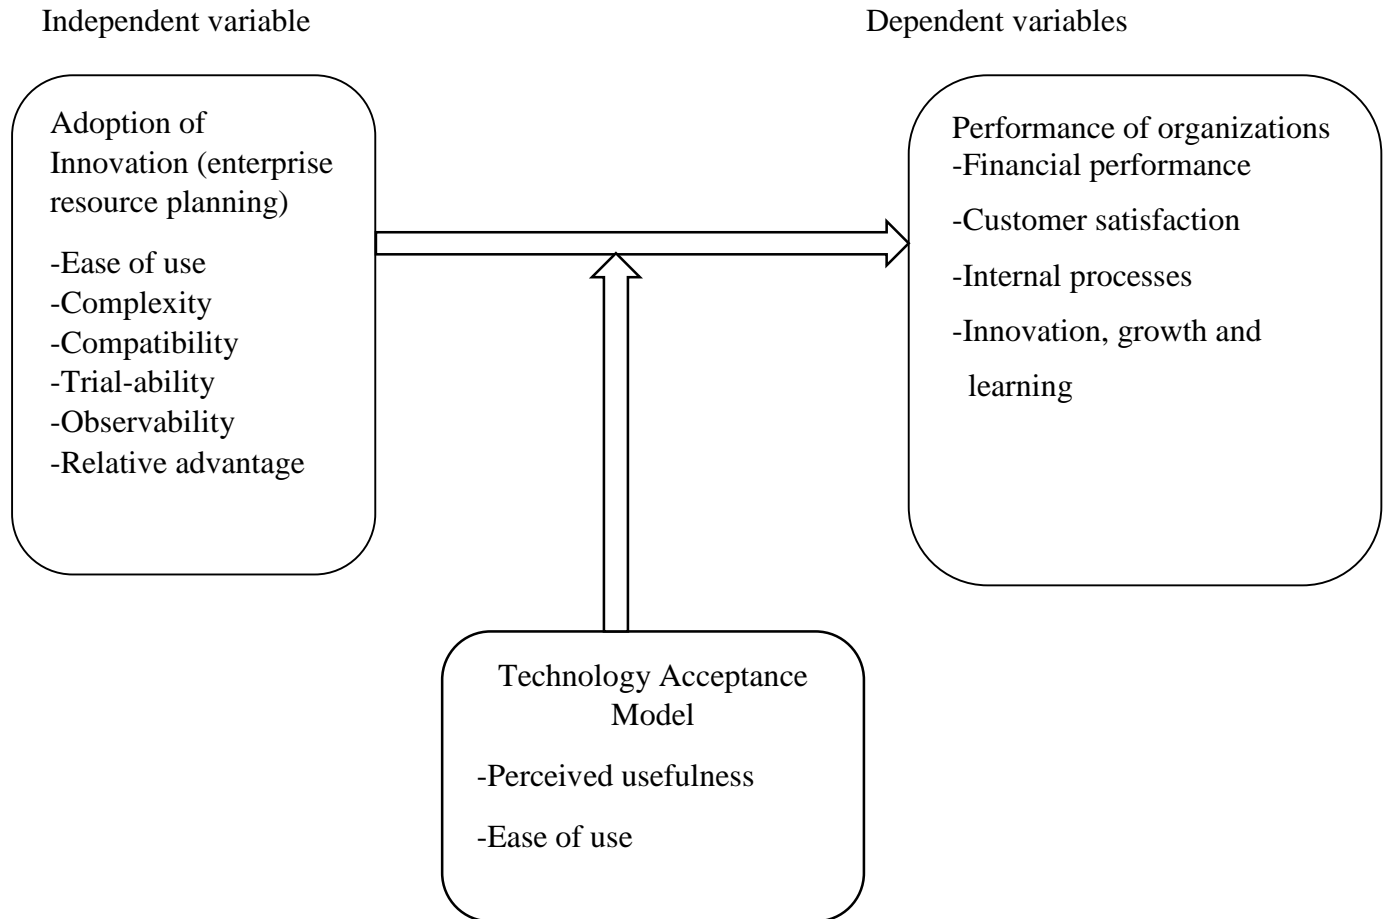 Independent variable
Dependent variables
Adoption of
Innovation (enterprise
resource planning)
-Ease of use
-Complexity
-Compatibility
-Trial-ability
-Observability
-Relative advantage
Performance of organizations
-Financial performance
-Customer satisfaction
-Internal processes
-Innovation, growth and
learning
Technology Acceptance
Model
-Perceived usefulness
-Ease of use